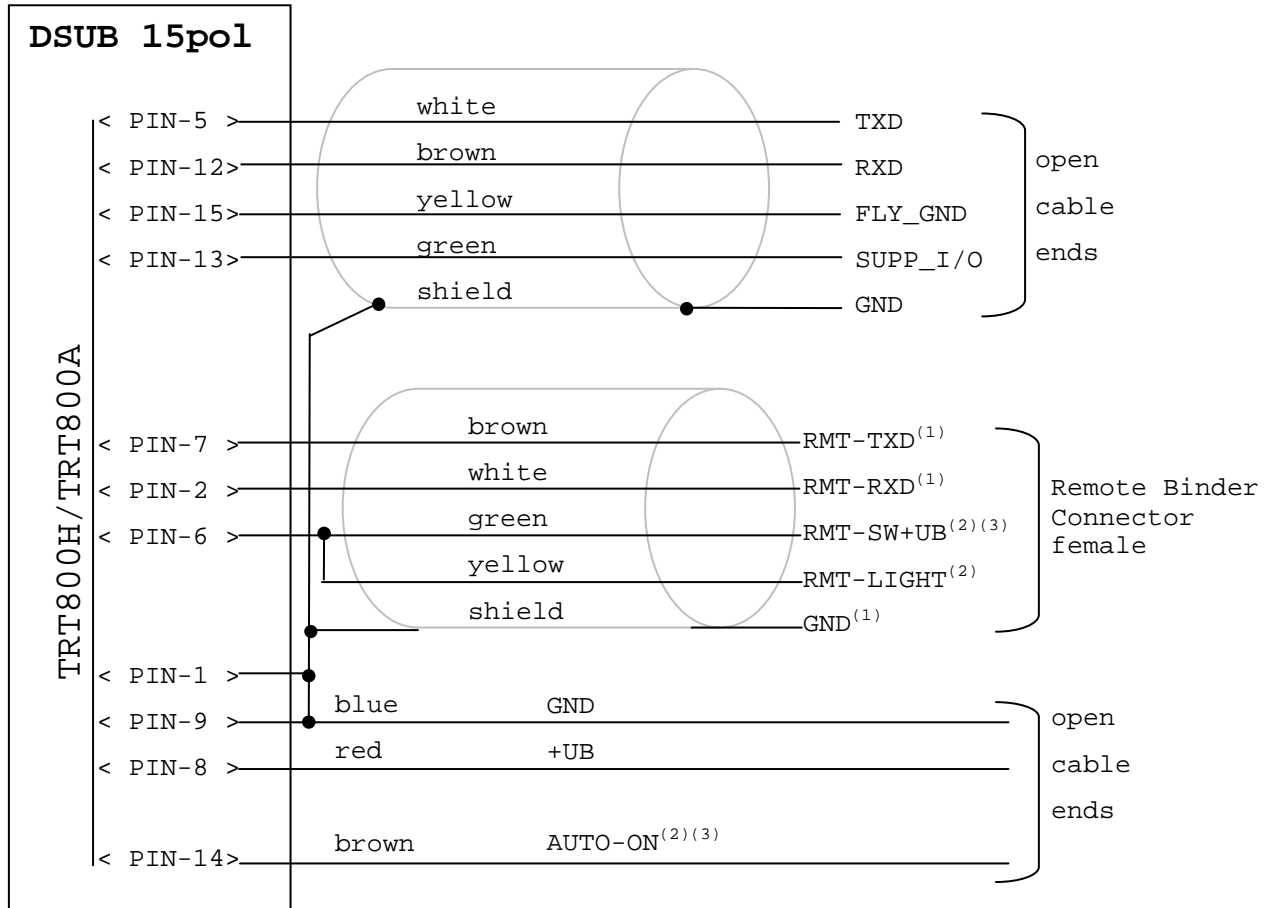 DSUB 15pol
TRT800H/TRT800A
< PIN-5 > white TXD
< PIN-12> brown RXD
< PIN-15> yellow FLY_GND
< PIN-13> green SUPP_I/O
shield GND
open
cable
ends
< PIN-7 > brown RMT-TXD(1)
< PIN-2 > white RMT-RXD(1)
< PIN-6 > green RMT-SW+UB(2)(3)
yellow RMT-LIGHT(2)
shield GND(1)
Remote Binder
Connector
female
< PIN-1 >
< PIN-9 > blue GND
< PIN-8 > red +UB
< PIN-14> brown AUTO-ON(2)(3)
open
cable
ends